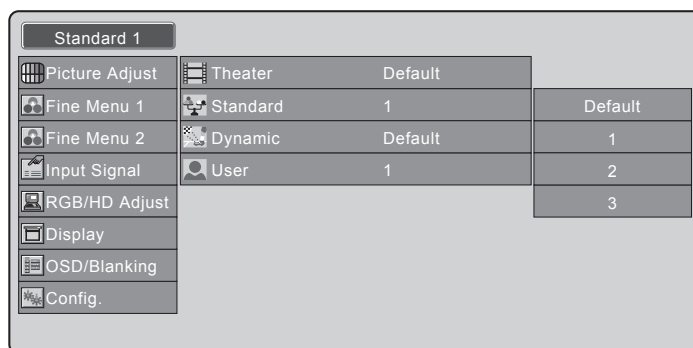 Standard 1
Picture Adjust Theater Default
Fine Menu 1 Standard 1 Default
Fine Menu 2 Dynamic Default 1
Input Signal User 1 2
RGB/HD Adjust 3
Display
OSD/Blanking
Config.